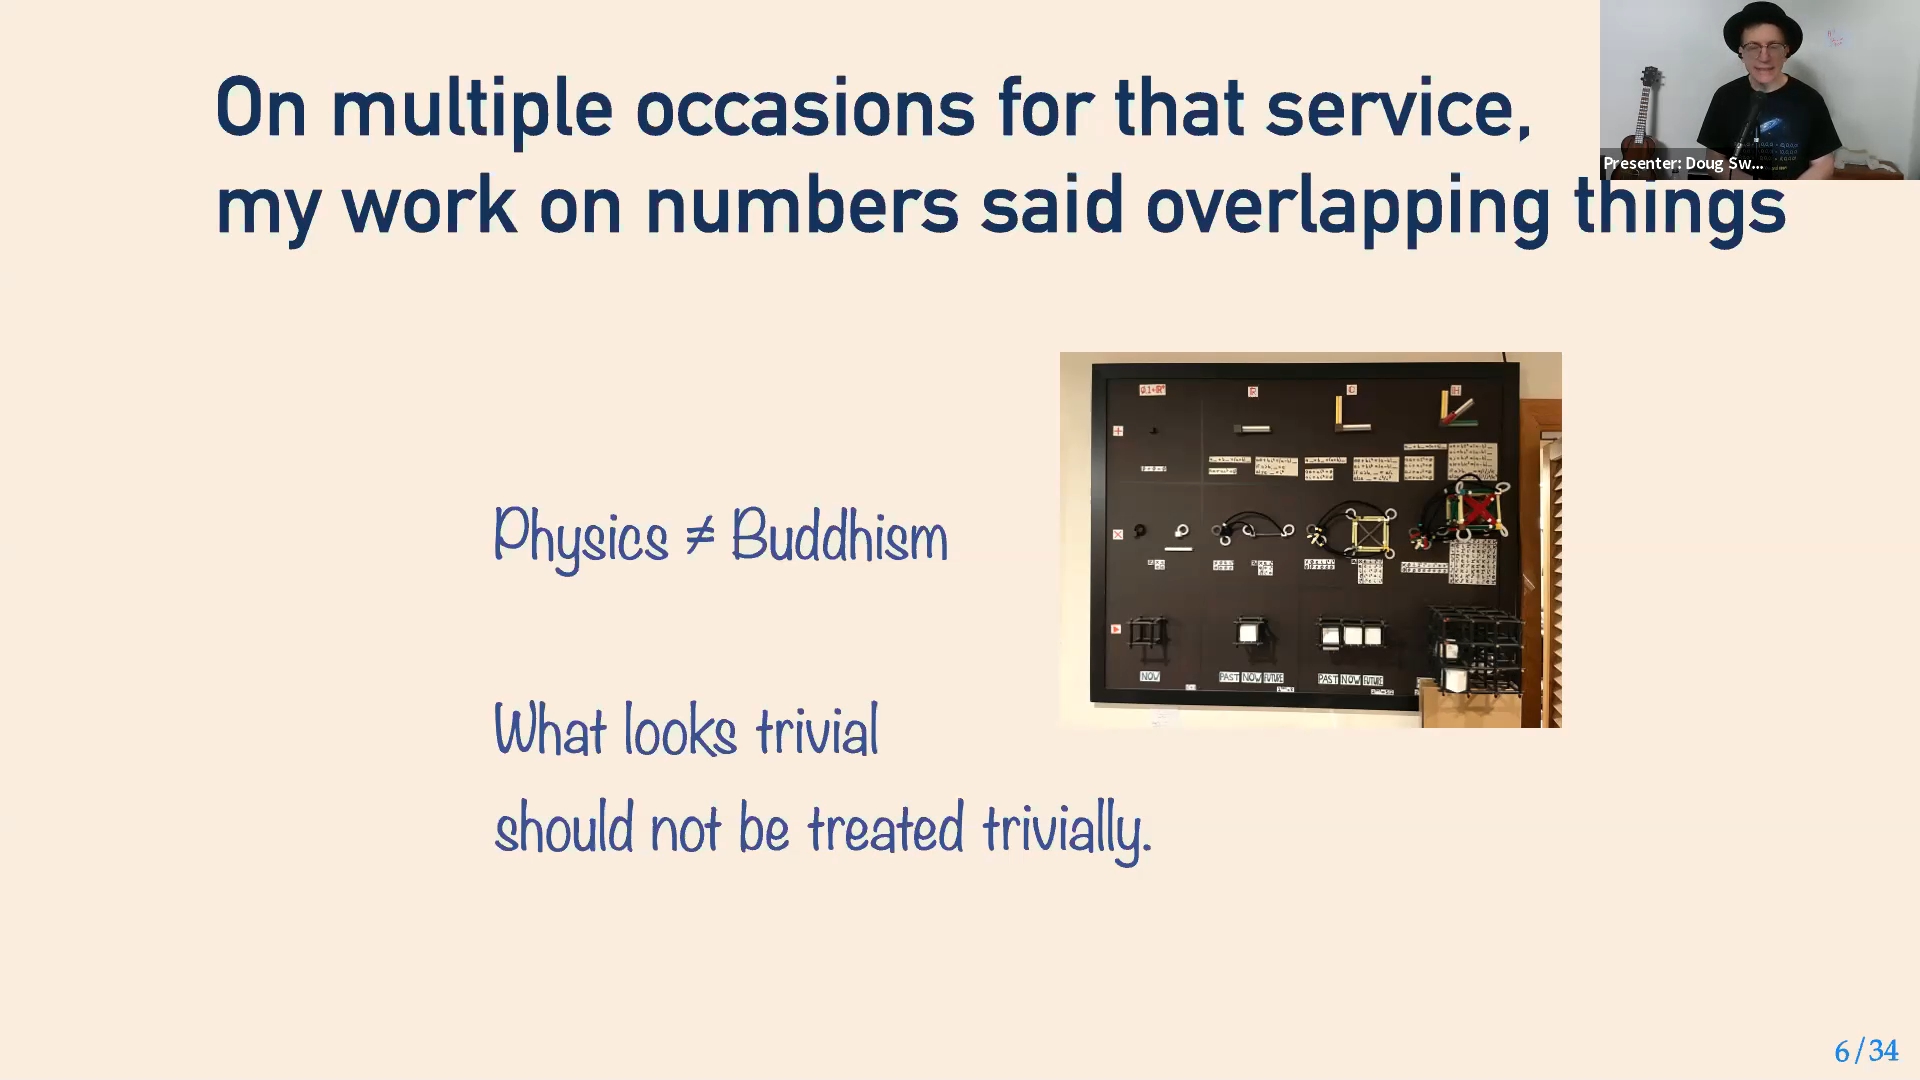 On multiple occasions for that service,
my work on numbers said overlapping things
Presenter: Doug Sw...
Physics ≠ Buddhism
What looks trivial
should not be treated trivially.
NOW
PAST NOW FUTURE
PAST NOW FUTURE
6/34